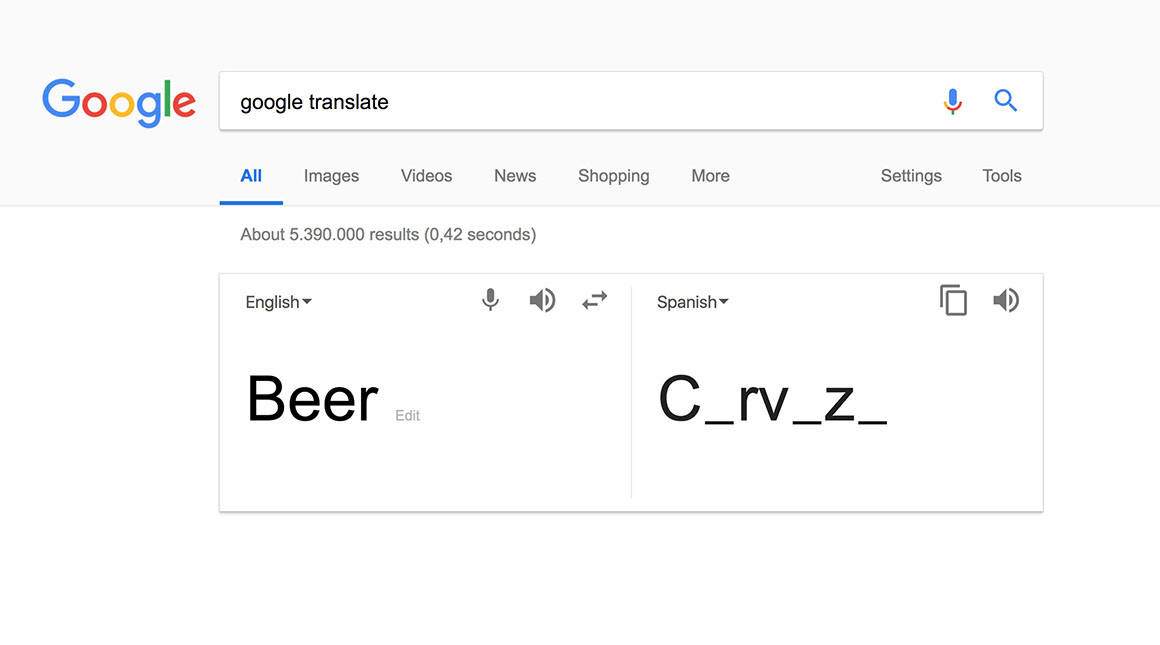 Google google translate
All Images Videos News Shopping More Settings Tools
About 5.390.000 results (0,42 seconds)
English Spanish
Beer Edit C_rv_z_